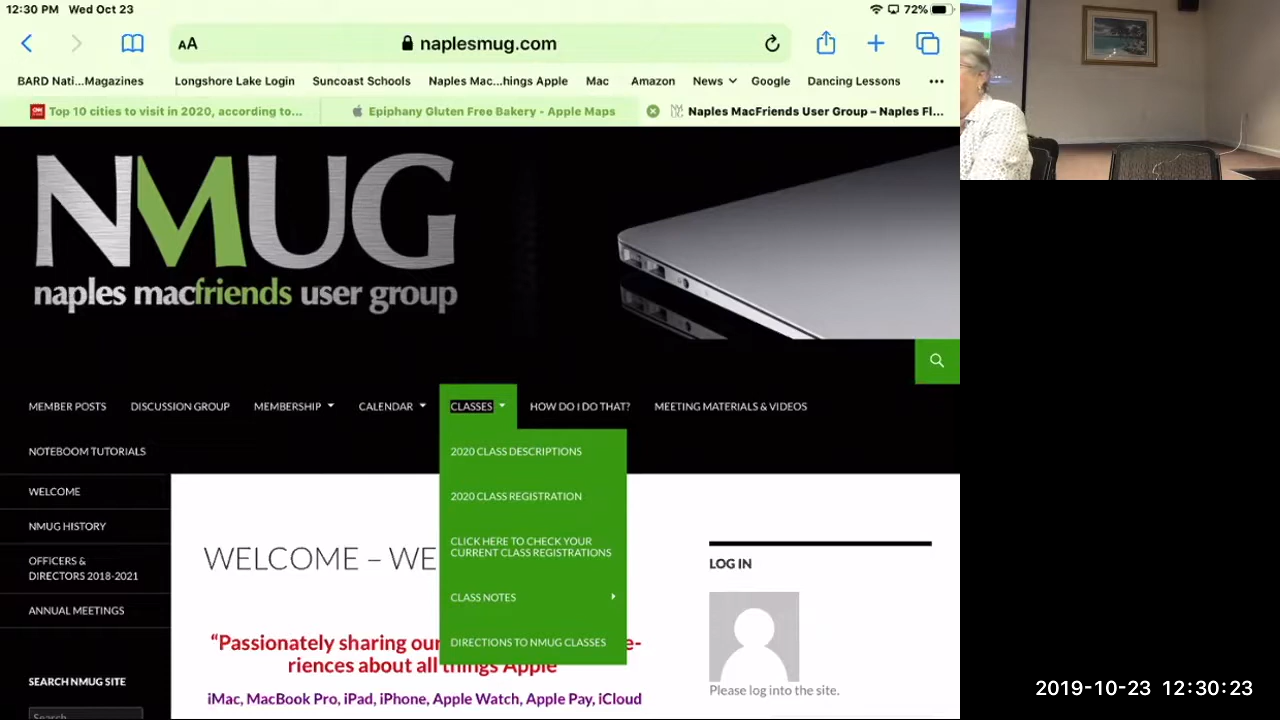 12:30 PM Wed Oct 23 72%
AA naplesmug.com
BARD Nati...Magazines Longshore Lake Login Suncoast Schools Naples Mac...hings Apple Mac Amazon News Google Dancing Lessons •••
CNN Top 10 cities to visit in 2020, according to... Epiphany Gluten Free Bakery - Apple Maps Naples MacFriends User Group – Naples Fl...
NMUG
naples macfriends user group
MEMBER POSTS DISCUSSION GROUP MEMBERSHIP CALENDAR CLASSES HOW DO I DO THAT? MEETING MATERIALS & VIDEOS
NOTEBOOM TUTORIALS
2020 CLASS DESCRIPTIONS
2020 CLASS REGISTRATION
CLICK HERE TO CHECK YOUR
CURRENT CLASS REGISTRATIONS
CLASS NOTES
DIRECTIONS TO NMUG CLASSES
WELCOME
NMUG HISTORY
OFFICERS &
DIRECTORS 2018-2021
ANNUAL MEETINGS
SEARCH NMUG SITE
Search
WELCOME – WE
“Passionately sharing our e-
riences about all things Apple
iMac, MacBook Pro, iPad, iPhone, Apple Watch, Apple Pay, iCloud
LOG IN
Please log into the site.
2019-10-23 12:30:23